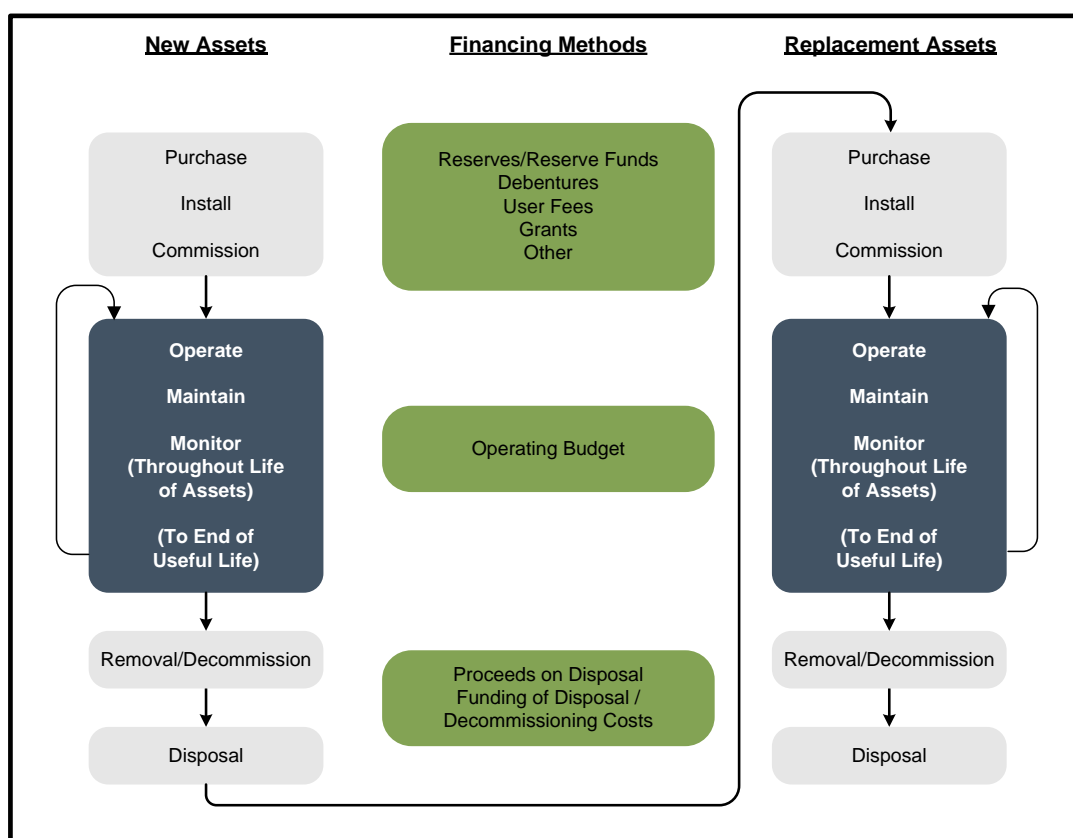 New Assets
Purchase
Install
Commission
Operate
Maintain
Monitor
(Throughout Life
of Assets)
(To End of
Useful Life)
Removal/Decommission
Disposal
Financing Methods
Reserves/Reserve Funds
Debentures
User Fees
Grants
Other
Operating Budget
Proceeds on Disposal
Funding of Disposal /
Decommissioning Costs
Replacement Assets
Purchase
Install
Commission
Operate
Maintain
Monitor
(Throughout Life
of Assets)
(To End of
Useful Life)
Removal/Decommission
Disposal